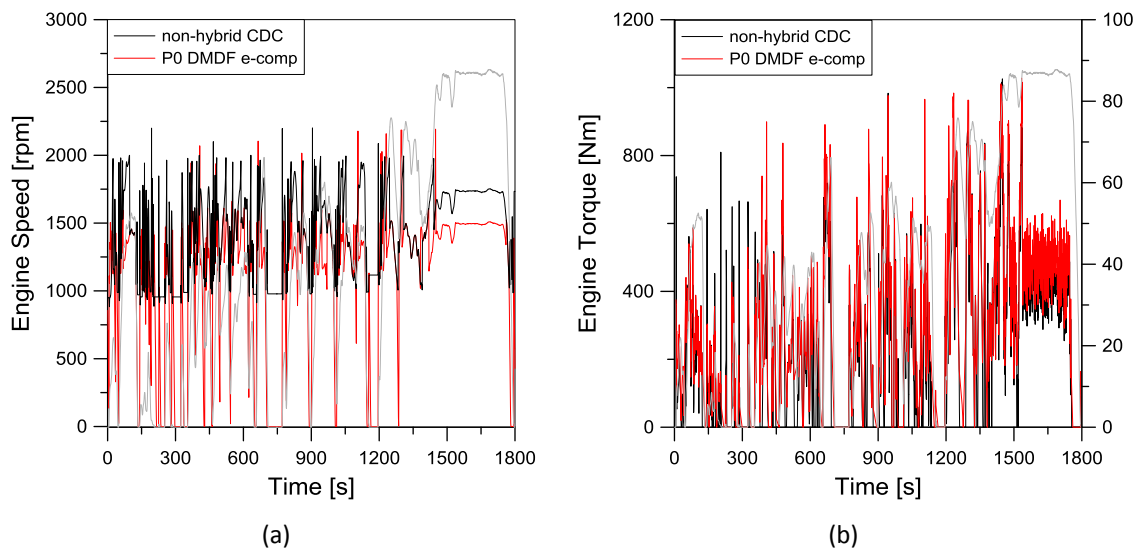 3000
2500
2000
1500
1000
500
0
Engine Speed [rpm]
non-hybrid CDC
P0 DMDF e-comp
0 300 600 900 1200 1500 1800
Time [s]
(a)
1200
800
400
0
Engine Torque [Nm]
non-hybrid CDC
P0 DMDF e-comp
100
80
60
40
20
0
0 300 600 900 1200 1500 1800
Time [s]
(b)